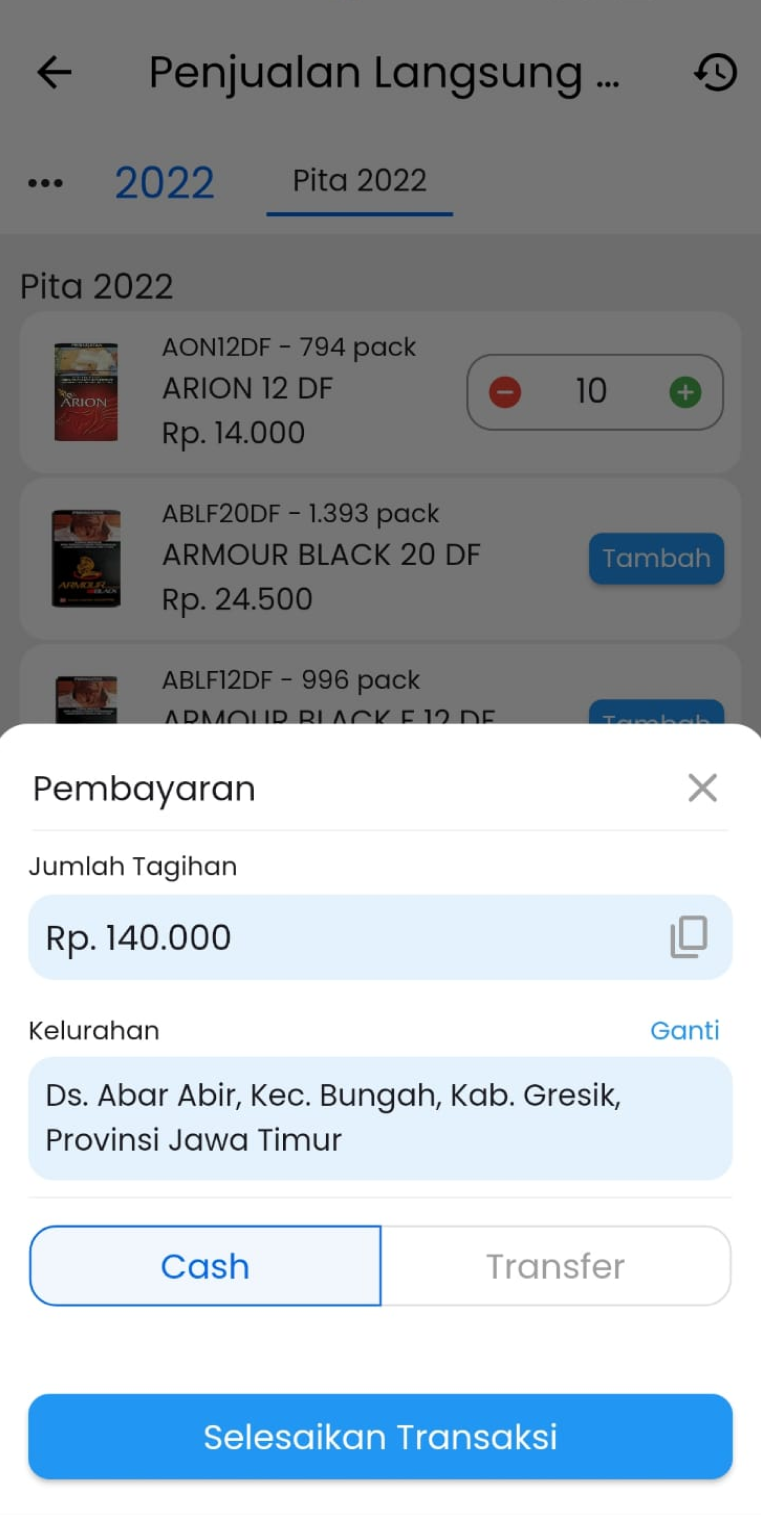 Penjualan Langsung ...
2022
Pita 2022
Pita 2022
AON12DF - 794 pack
ARION 12 DF
Rp. 14.000
ARION
10
ABLF20DF - 1.393 pack
ARMOUR BLACK 20 DF
Rp. 24.500
ARMOUR
BLACK
Tambah
ABLF12DF - 996 pack
ARMOUR BLACK F 12 DF
Tambah
Pembayaran
Jumlah Tagihan
Rp. 140.000
Kelurahan
Ganti
Ds. Abar Abir, Kec. Bungah, Kab. Gresik,
Provinsi Jawa Timur
Cash
Transfer
Selesaikan Transaksi